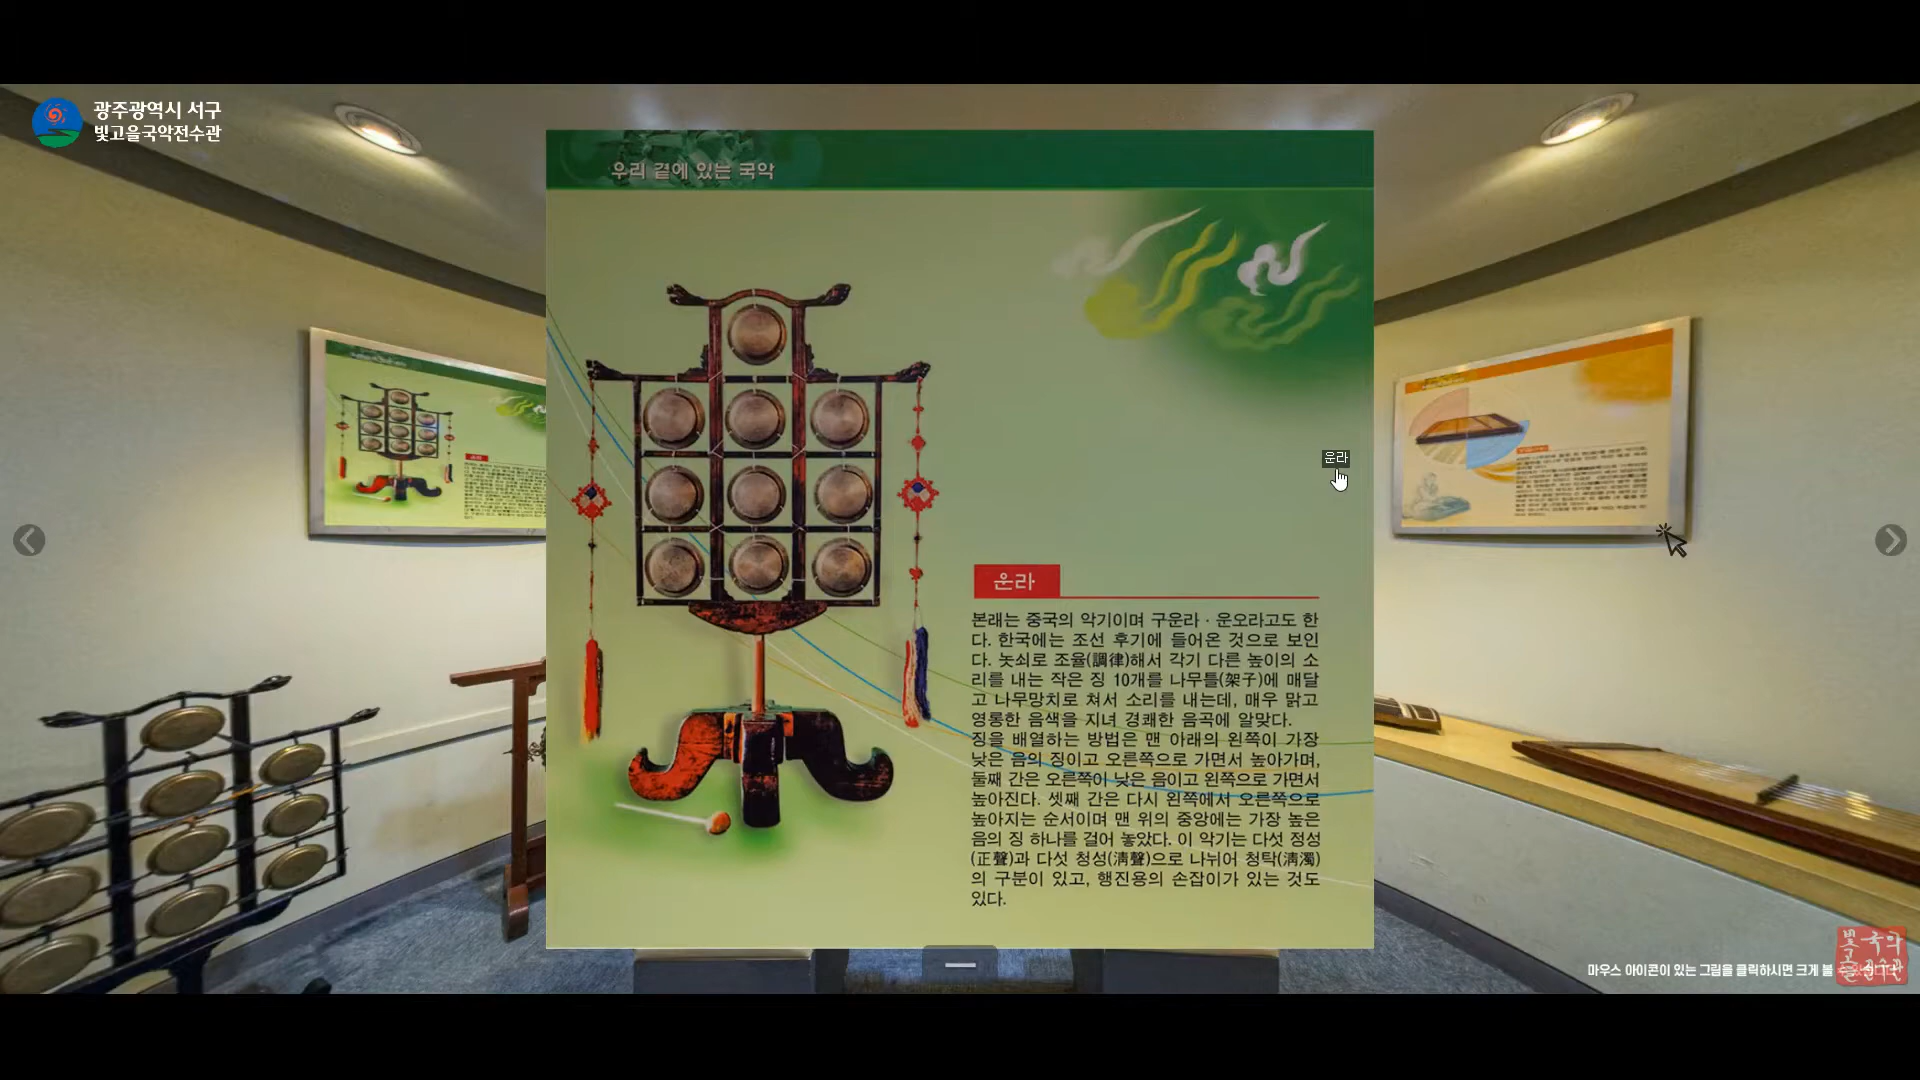 광주광역시 서구
빛고을국악전수관
우리 곁에 있는 국악
운라
운라
본래는 중국의 악기이며 구운라 · 운오라고도 한
다. 한국에는 조선 후기에 들어온 것으로 보인
다. 놋쇠로 조율(調律)해서 각기 다른 높이의 소
리를 내는 작은 징 10개를 나무틀(架子)에 매달
고 나무망치로 쳐서 소리를 내는데, 매우 맑고
영롱한 음색을 지녀 경쾌한 음곡에 알맞다.
징을 배열하는 방법은 맨 아래의 왼쪽이 가장
낮은 음의 징이고 오른쪽으로 가면서 높아가며,
둘째 간은 오른쪽이 낮은 음이고 왼쪽으로 가면서
높아진다. 셋째 간은 다시 왼쪽에서 오른쪽으로
높아지는 순서이며 맨 위의 중앙에는 가장 높은
음의 징 하나를 걸어 놓았다. 이 악기는 다섯 정성
(正聲)과 다섯 청성(淸聲)으로 나뉘어 청탁(淸濁)
의 구분이 있고, 행진용의 손잡이가 있는 것도
있다.
마우스 아이콘이 있는 그림을 클릭하시면 크게 볼